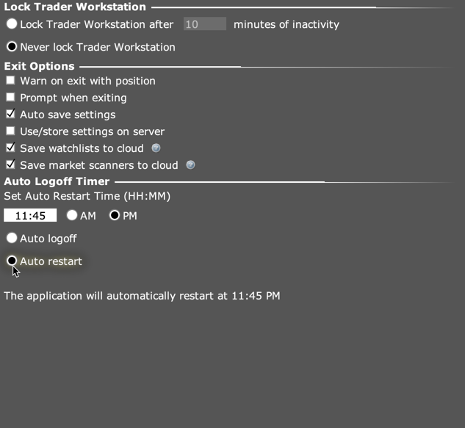 Lock Trader Workstation
Lock Trader Workstation after 10 minutes of inactivity
Never lock Trader Workstation
Exit Options
Warn on exit with position
Prompt when exiting
Auto save settings
Use/store settings on server
Save watchlists to cloud
Save market scanners to cloud
Auto Logoff Timer
Set Auto Restart Time (HH:MM)
11:45 AM PM
Auto logoff
Auto restart
The application will automatically restart at 11:45 PM